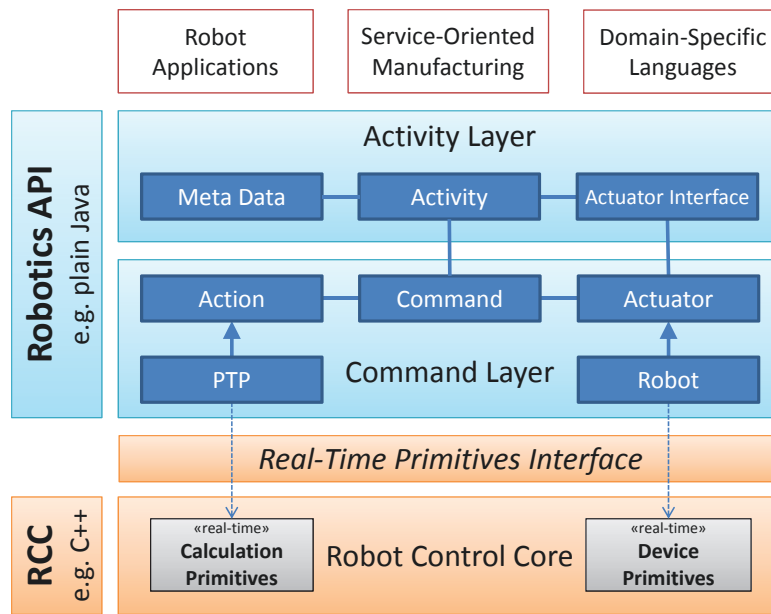 Robot
Applications
Service-Oriented
Manufacturing
Domain-Specific
Languages
Robotics API
e.g. plain Java
Activity Layer
Meta Data
Activity
Actuator Interface
Action
Command
Actuator
PTP
Command Layer
Robot
Real-Time Primitives Interface
RCC
e.g. C++
«real-time»
Calculation
Primitives
Robot Control Core
«real-time»
Device
Primitives